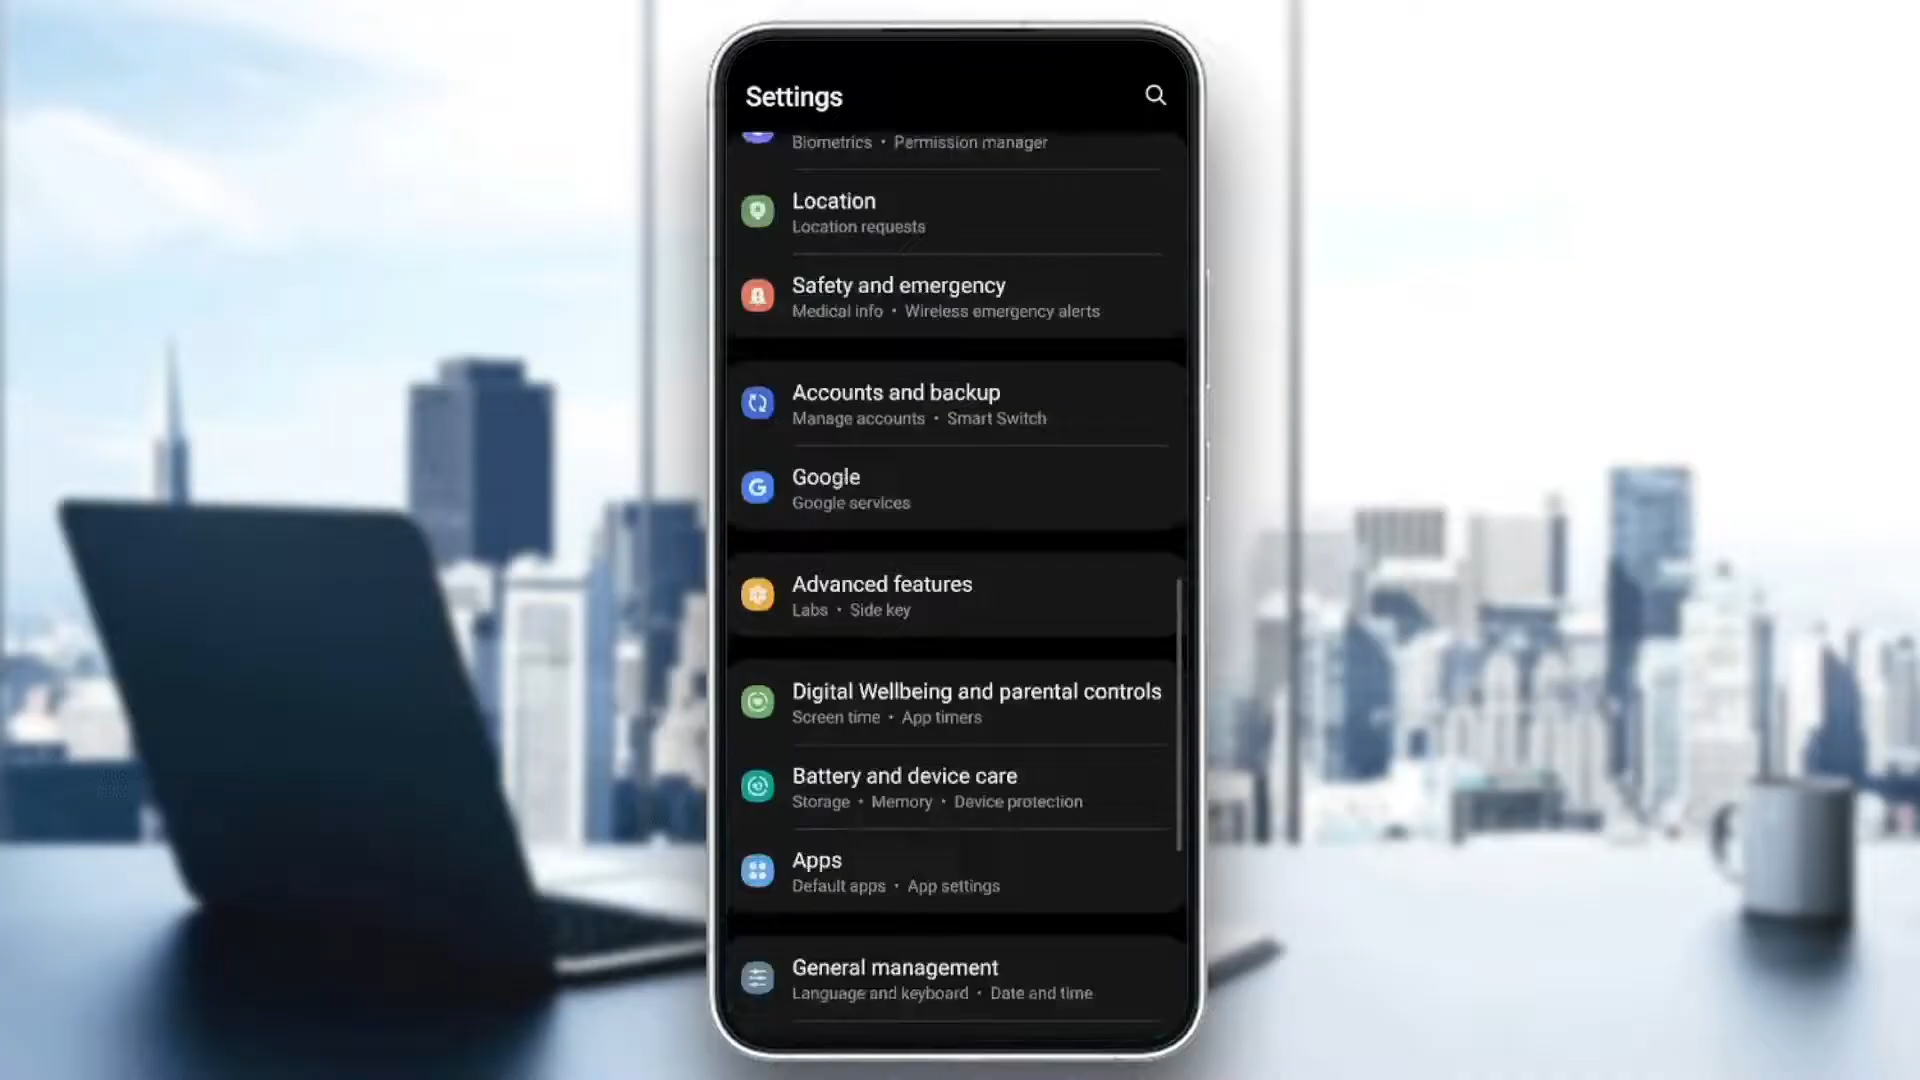 Settings
Biometrics • Permission manager
Location
Location requests
Safety and emergency
Medical info • Wireless emergency alerts
Accounts and backup
Manage accounts • Smart Switch
Google
Google services
Advanced features
Labs • Side key
Digital Wellbeing and parental controls
Screen time • App timers
Battery and device care
Storage • Memory • Device protection
Apps
Default apps • App settings
General management
Language and keyboard • Date and time